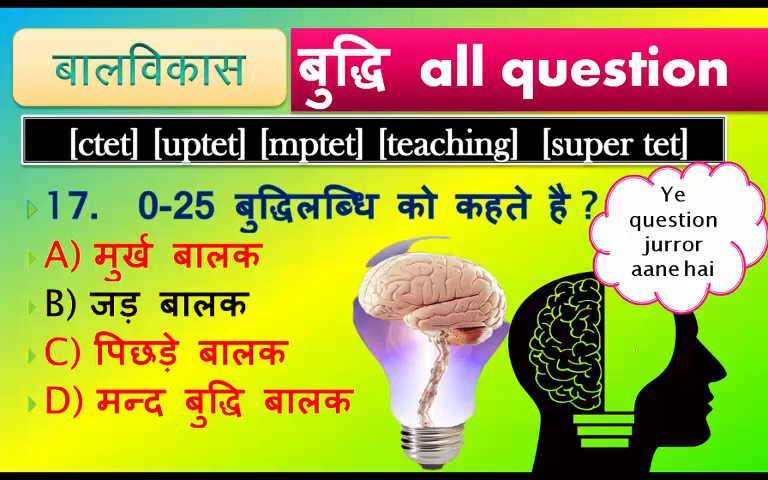 बालविकास
बुद्धि all question
[ctet] [uptet] [mptet] [teaching] [super tet]
17. 0-25 बुद्धिलब्धि को कहते है ?
A) मुर्ख बालक
B) जड़ बालक
C) पिछड़े बालक
D) मन्द बुद्धि बालक
Ye
question
jurror
aane hai